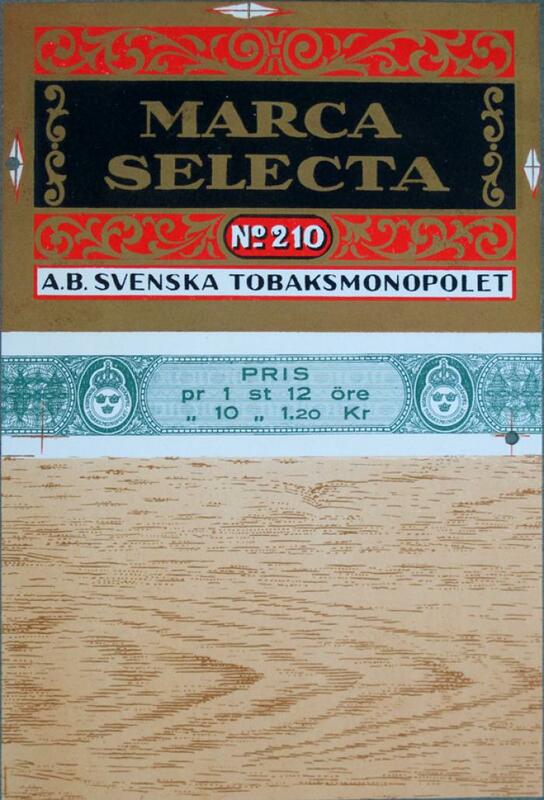 MARCA
SELECTA
Nº 210
A.B. SVENSKA TOBAKSMONOPOLET
PRIS
pr 1 st 12 öre
„ 10 „ 1.20 Kr